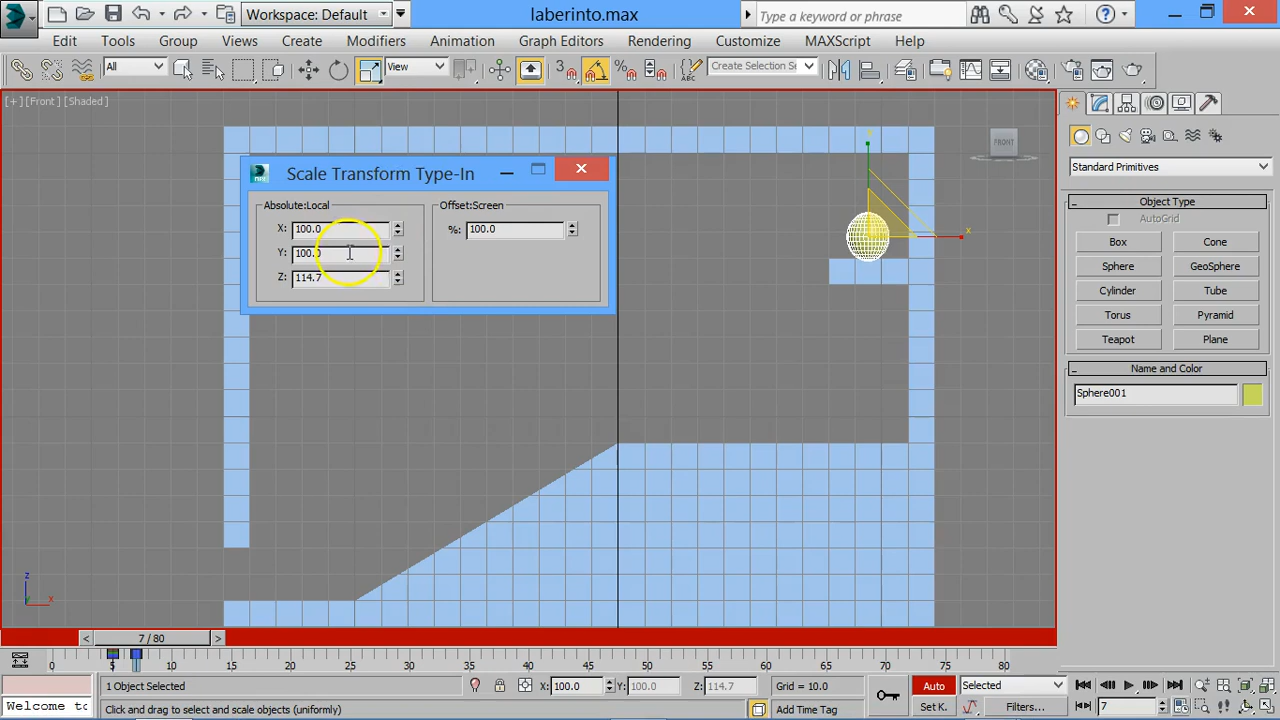 Workspace: Default
laberinto.max
Type a keyword or phrase
Edit Tools Group Views Create Modifiers Animation Graph Editors Rendering Customize MAXScript Help
All
View
3
Create Selection Se
[+] [Front] [Shaded]
FRONT
x
Scale Transform Type-In
Absolute:Local
Offset:Screen
X: 100.0
%: 100.0
Y: 100.0
Z: 114.7
Standard Primitives
Object Type
AutoGrid
Box Cone
Sphere GeoSphere
Cylinder Tube
Torus Pyramid
Teapot Plane
Name and Color
Sphere001
z
x
< 7 / 80 >
0 5 10 15 20 25 30 35 40 45 50 55 60 65 70 75 80
1 Object Selected
X: 100.0 Y: 100.0 Z: 114.7
Grid = 10.0
Auto
Selected
Welcome to
Click and drag to select and scale objects (uniformly)
Add Time Tag
Set K.
Filters...
7